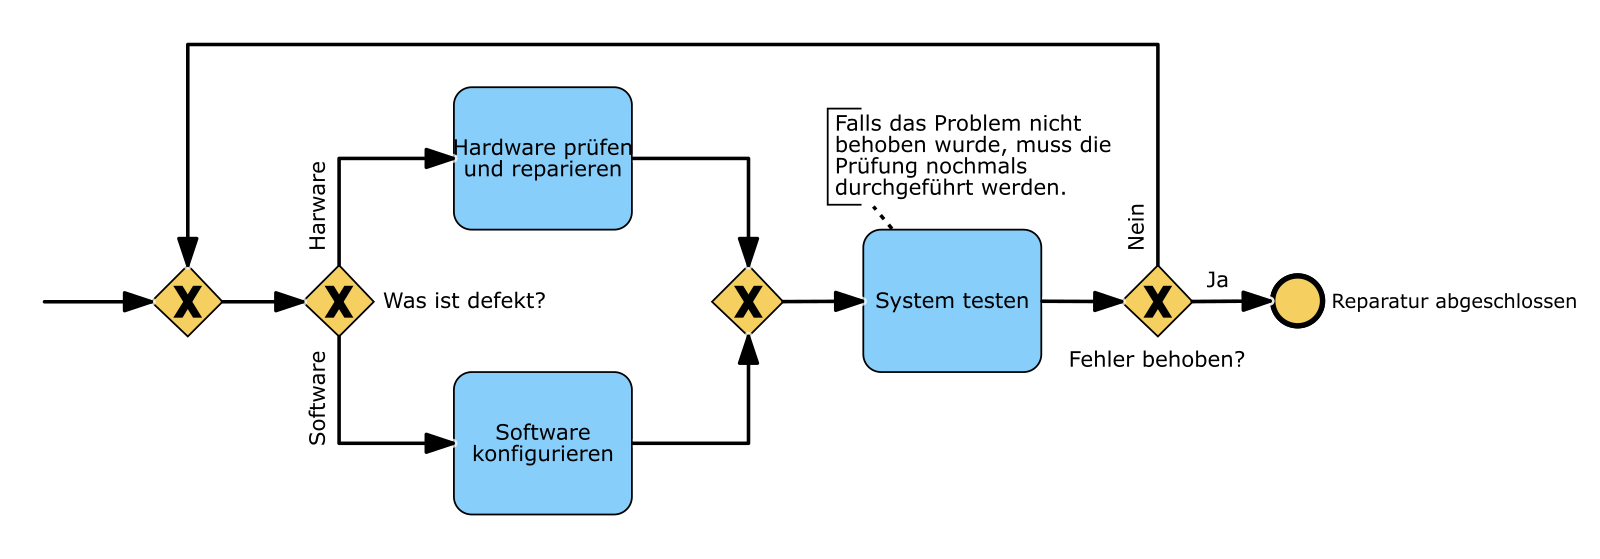 Hardware prüfen
und reparieren
Falls das Problem nicht
behoben wurde, muss die
Prüfung nochmals
durchgeführt werden.
Harware
Nein
Ja
X
X
Was ist defekt?
X
System testen
X
Reparatur abgeschlossen
Fehler behoben?
Software
Software
konfigurieren